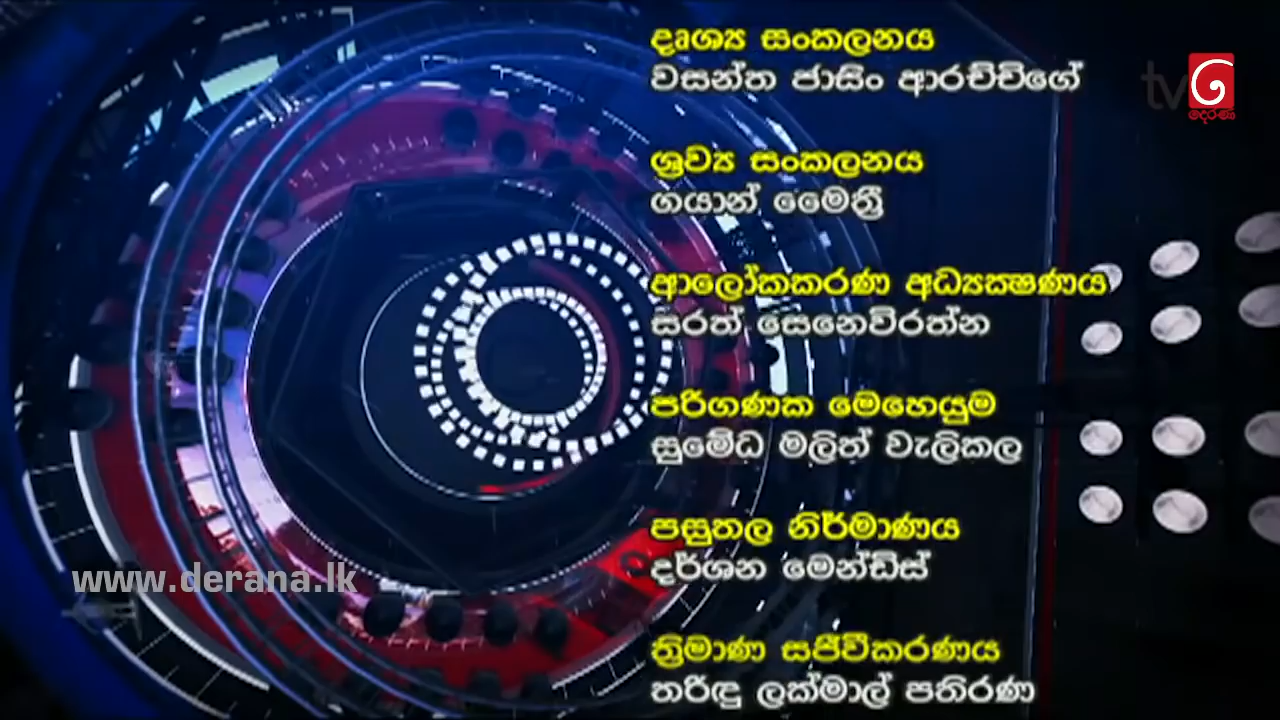 දෘශ්‍ය සංකලනය
වසන්ත ජාසිං ආරච්චිගේ
tv
දෙරණ
ශ්‍රව්‍ය සංකලනය
ගයාන් මෛත්‍රී
ආලෝකකරණ අධ්‍යක්ෂණය
සරත් සෙනෙවිරත්න
පරිගණක මෙහෙයුම
සුමේධ මලිත් වැලිකල
පසුතල නිර්මාණය
දර්ශන මෙන්ඩිස්
www.derana.lk
ත්‍රිමාණ සජීවීකරණය
තරිඳු ලක්මාල් පතිරණ